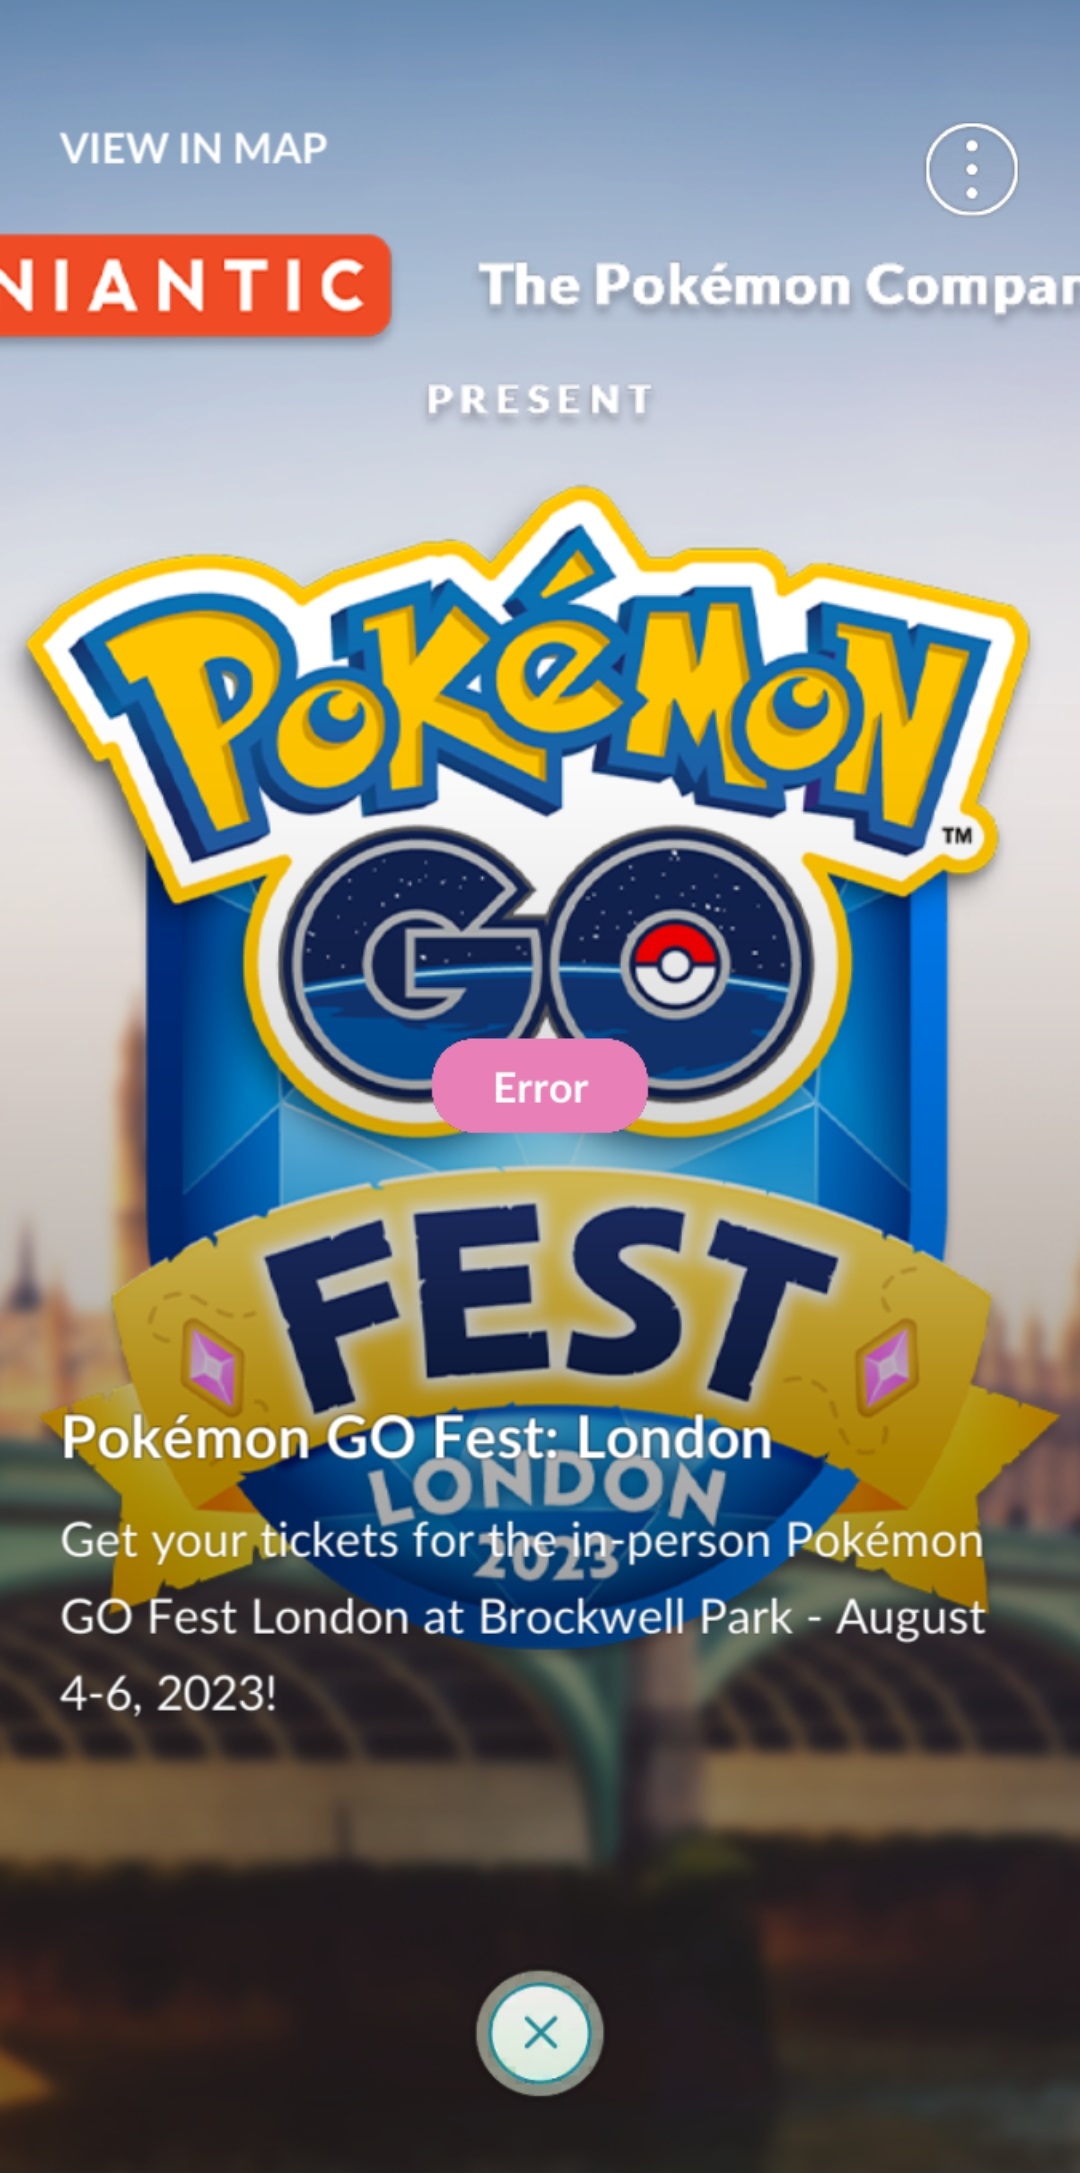 VIEW IN MAP
NIANTIC
The Pokémon Compan
PRESENT
POKéMON
TM
GO
Error
FEST
Pokémon GO Fest: London
LONDON
Get your tickets for the in-person Pokémon
2023
GO Fest London at Brockwell Park - August
4-6, 2023!